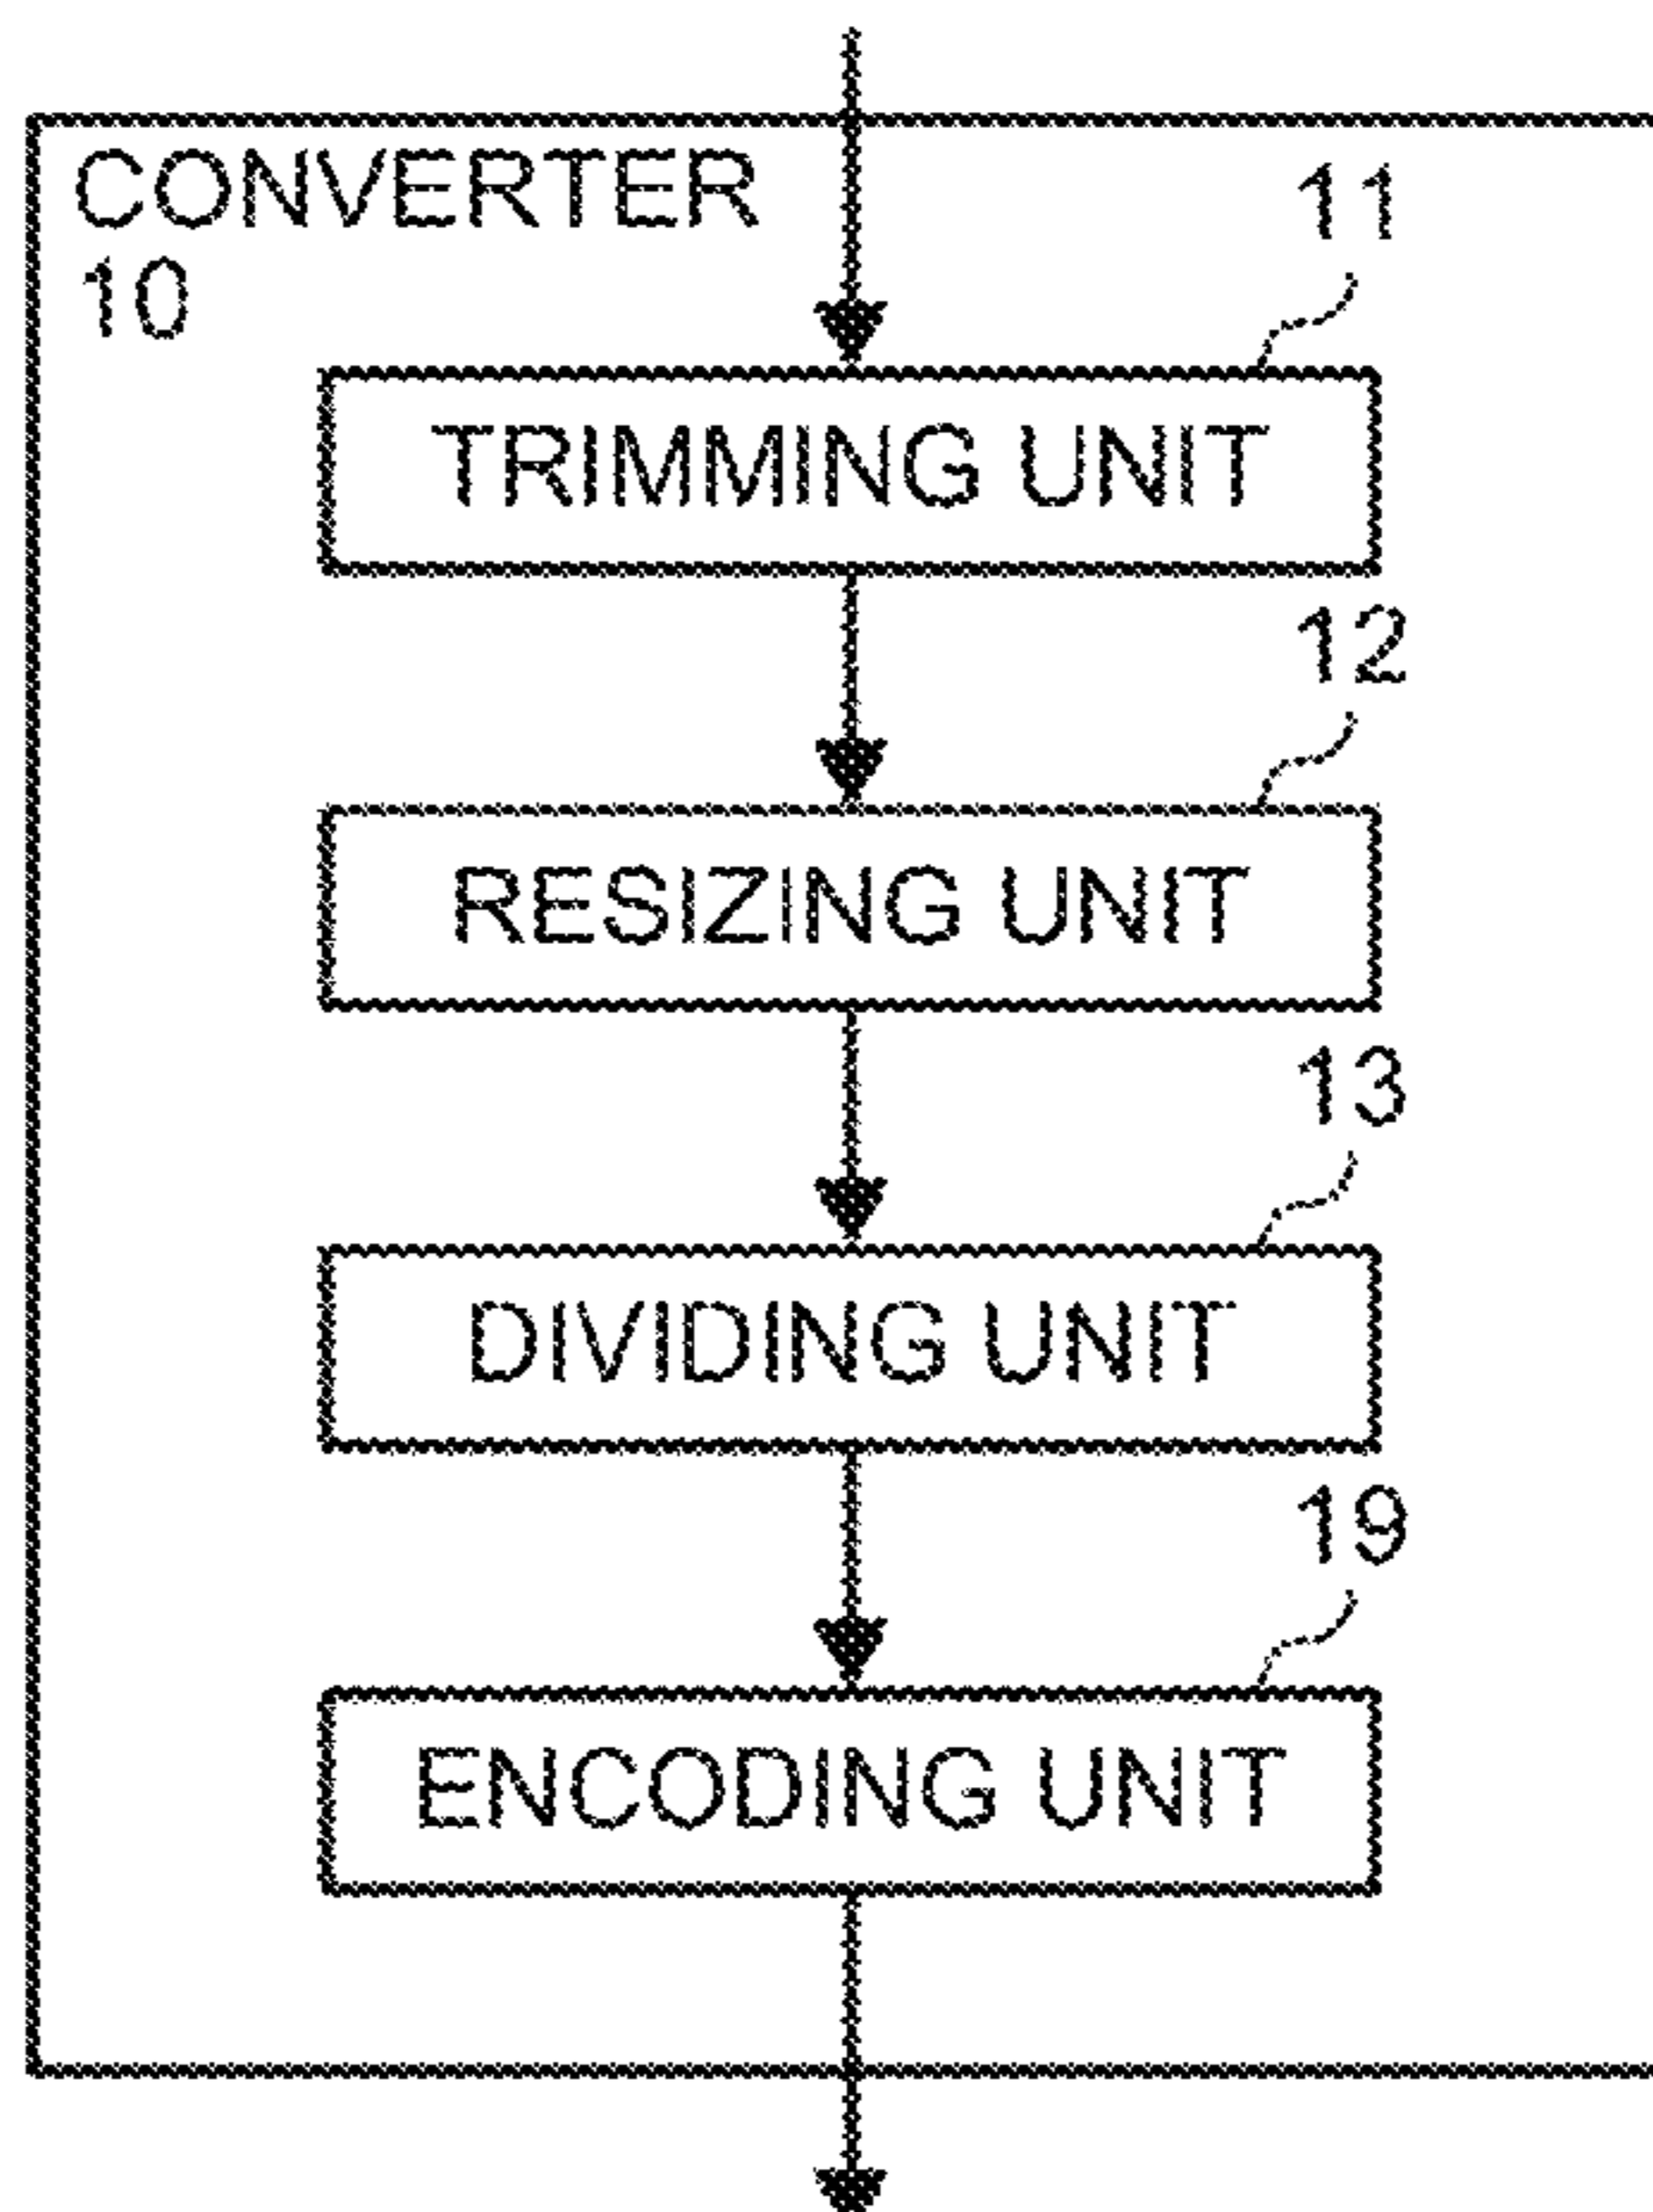 CONVERTER
10
11
TRIMMING UNIT
12
RESIZING UNIT
13
DIVIDING UNIT
19
ENCODING UNIT